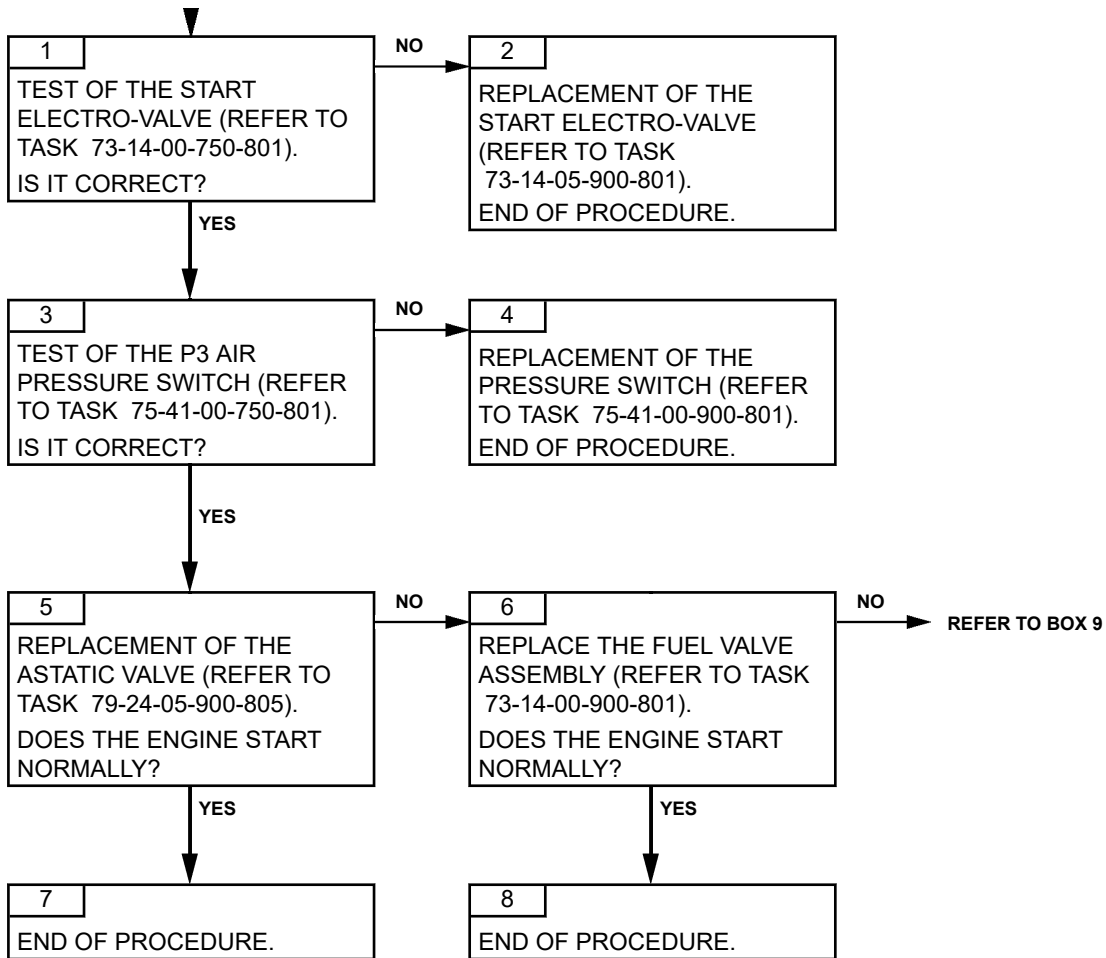 1
TEST OF THE START
ELECTRO-VALVE (REFER TO
TASK 73-14-00-750-801).
IS IT CORRECT?
NO
2
REPLACEMENT OF THE
START ELECTRO-VALVE
(REFER TO TASK
73-14-05-900-801).
END OF PROCEDURE.
YES
3
TEST OF THE P3 AIR
PRESSURE SWITCH (REFER
TO TASK 75-41-00-750-801).
IS IT CORRECT?
NO
4
REPLACEMENT OF THE
PRESSURE SWITCH (REFER
TO TASK 75-41-00-900-801).
END OF PROCEDURE.
YES
5
REPLACEMENT OF THE
ASTATIC VALVE (REFER TO
TASK 79-24-05-900-805).
DOES THE ENGINE START
NORMALLY?
NO
6
REPLACE THE FUEL VALVE
ASSEMBLY (REFER TO TASK
73-14-00-900-801).
DOES THE ENGINE START
NORMALLY?
NO
REFER TO BOX 9
YES
YES
7
END OF PROCEDURE.
8
END OF PROCEDURE.